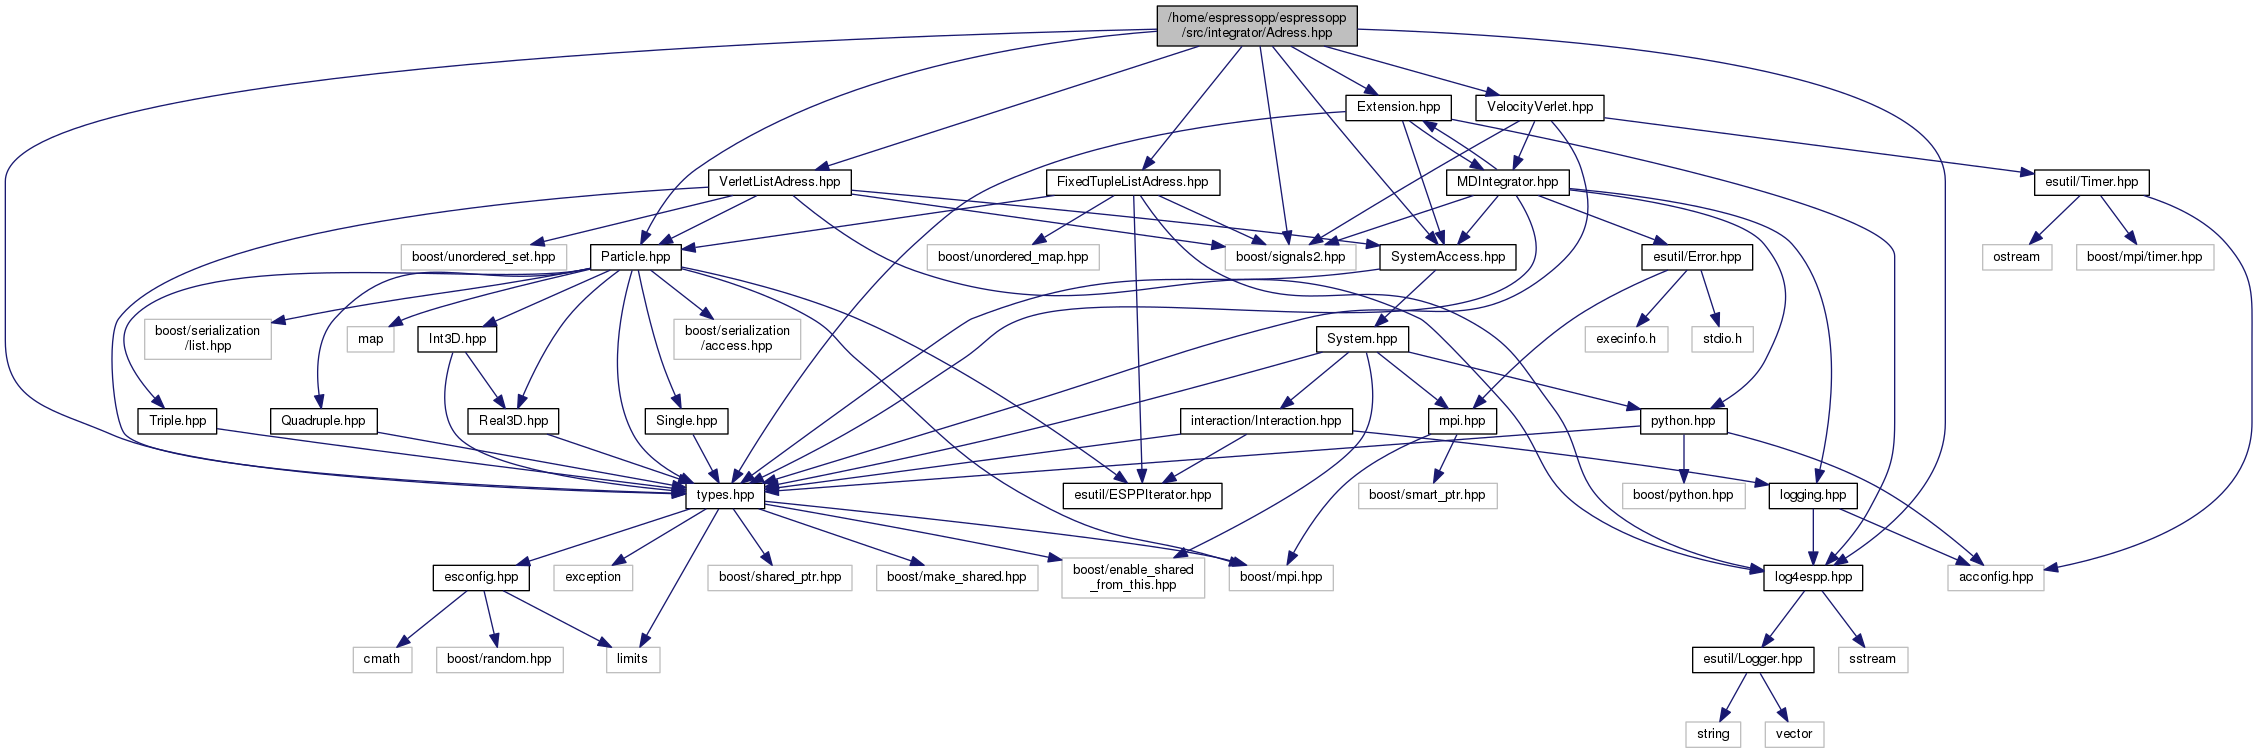 /home/espressopp/espressopp
/src/integrator/Adress.hpp
Extension.hpp
VelocityVerlet.hpp
VerletListAdress.hpp
FixedTupleListAdress.hpp
MDIntegrator.hpp
esutil/Timer.hpp
boost/unordered_set.hpp
Particle.hpp
boost/unordered_map.hpp
boost/signals2.hpp
SystemAccess.hpp
esutil/Error.hpp
ostream
boost/mpi/timer.hpp
boost/serialization
/list.hpp
map
Int3D.hpp
boost/serialization
/access.hpp
System.hpp
execinfo.h
stdio.h
Triple.hpp
Quadruple.hpp
Real3D.hpp
Single.hpp
interaction/Interaction.hpp
mpi.hpp
python.hpp
types.hpp
esutil/ESPPIterator.hpp
boost/smart_ptr.hpp
boost/python.hpp
logging.hpp
esconfig.hpp
exception
boost/shared_ptr.hpp
boost/make_shared.hpp
boost/enable_shared
_from_this.hpp
boost/mpi.hpp
log4espp.hpp
acconfig.hpp
cmath
boost/random.hpp
limits
esutil/Logger.hpp
sstream
string
vector